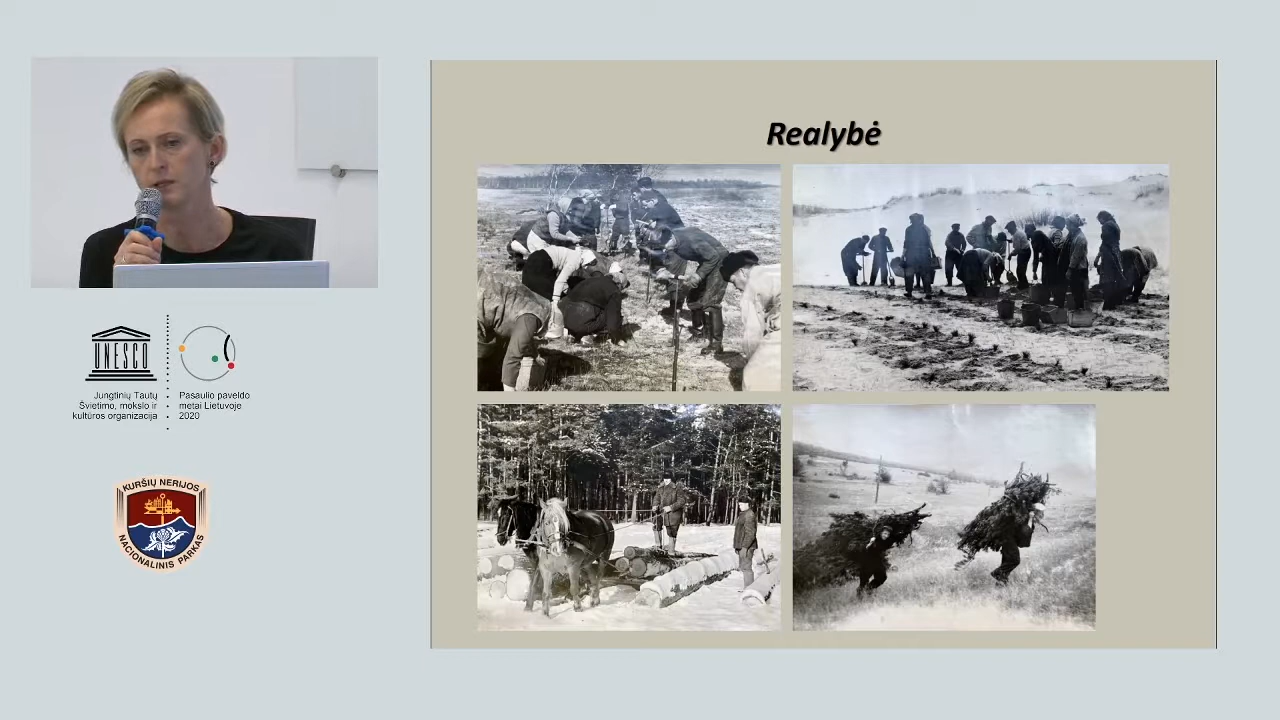 Realybė
UNESCO
Jungtinių Tautų
Švietimo, mokslo ir
kultūros organizacija
Pasaulio paveldo
metai Lietuvoje
2020
KURŠIŲ NERIJOS
NACIONALINIS PARKAS